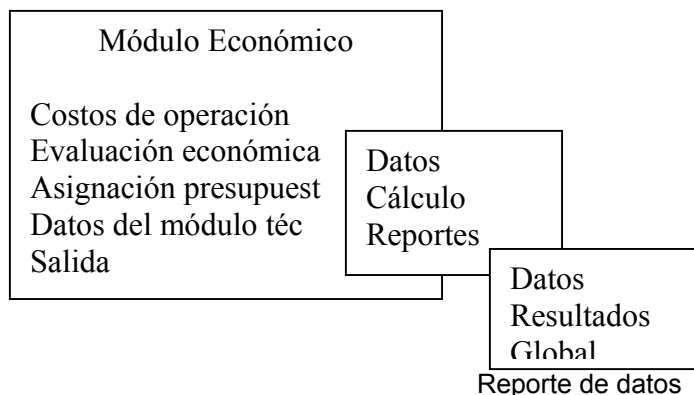 Módulo Económico
Costos de operación
Evaluación económica
Asignación presupuest
Datos del módulo téc
Salida
Datos
Cálculo
Reportes
Datos
Resultados
Global
Reporte de datos